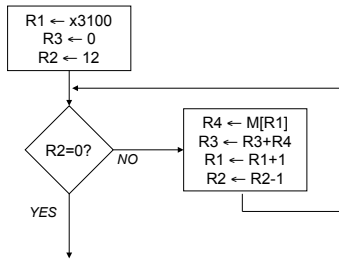 R1 ← x3100
R3 ← 0
R2 ← 12
R2=0?
NO
R4 ← M[R1]
R3 ← R3+R4
R1 ← R1+1
R2 ← R2-1
YES